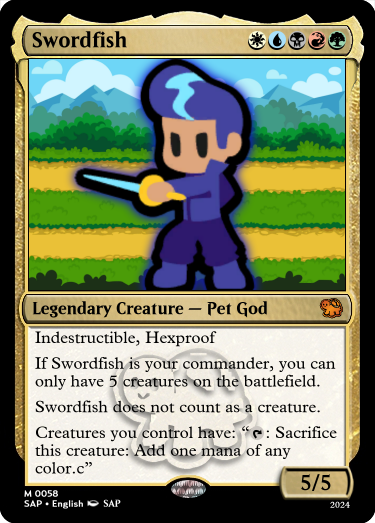 Swordfish
Legendary Creature — Pet God
Indestructible, Hexproof
If Swordfish is your commander, you can
only have 5 creatures on the battlefield.
Swordfish does not count as a creature.
Creatures you control have: “: Sacrifice
this creature: Add one mana of any
color.c”
5/5
M 0058
SAP • English SAP
2024